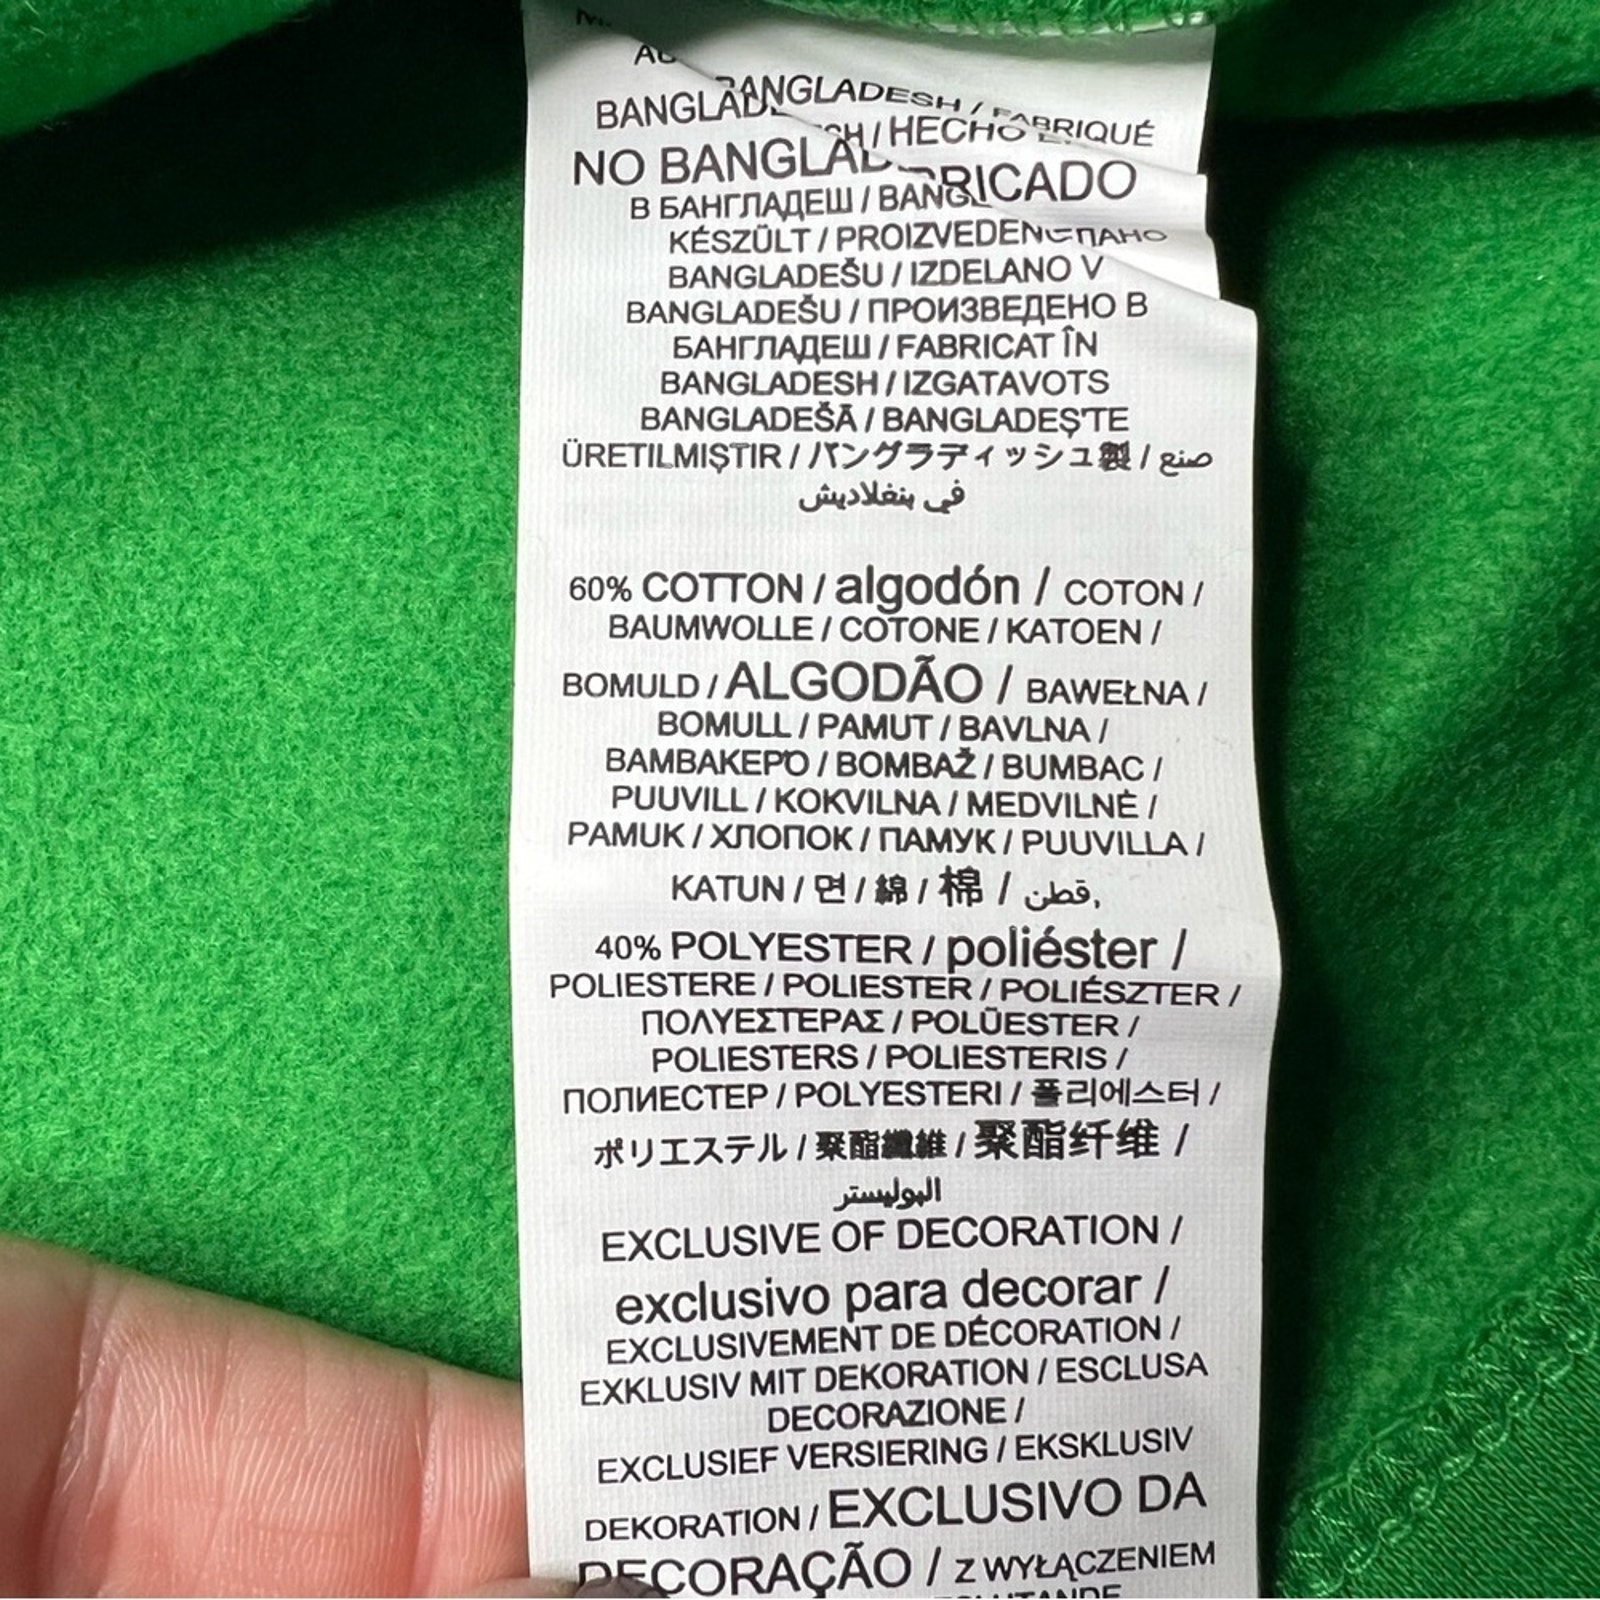 BANGLADESH / FABRIQUÉ
HECHO
NO BANGLADESH / FABRICADO
В БАНГЛАДЕШ /
KÉSZÜLT / PROIZVEDENO
BANGLADEŠU / IZDELANO V
BANGLADEŠU / ПРОИЗВЕДЕНО В
БАНГЛАДЕШ / FABRICAT ÎN
BANGLADESH / IZGATAVOTS
BANGLADEŠĀ / BANGLADEŞ'TE
ÜRETILMIŞTIR / バングラディッシュ製 / صنع
في بنغلاديش
60% COTTON / algodón / COTON /
BAUMWOLLE / COTONE / KATOEN /
BOMULD / ALGODÃO / BAWEŁNA /
BOMULL / PAMUT / BAVLNA /
ΒΑΜΒΑΚΕΡΌ / BOMBAŽ / BUMBAC /
PUUVILL / KOKVILNA / MEDVILNĖ /
PAMUK / ХЛОПОК / ПАМУК / PUUVILLA /
KATUN / 면 / 綿 / 棉 / قطن,
40% POLYESTER / poliéster /
POLIESTERE / POLIESTER / POLIÉSZTER /
ΠΟΛΥΕΣΤΕΡΑΣ / POLÜESTER /
POLIESTERS / POLIESTERIS /
ПОЛИЕСТЕР / POLYESTERI / 폴리에스터 /
ポリエステル / 聚酯纖維 / 聚酯纤维 /
البوليستر
EXCLUSIVE OF DECORATION /
exclusivo para decorar /
EXCLUSIVEMENT DE DÉCORATION /
EXKLUSIV MIT DEKORATION / ESCLUSA
DECORAZIONE /
EXCLUSIEF VERSIERING / EKSKLUSIV
DEKORATION / EXCLUSIVO DA
DECORAÇÃO / Z WYŁĄCZENIEM